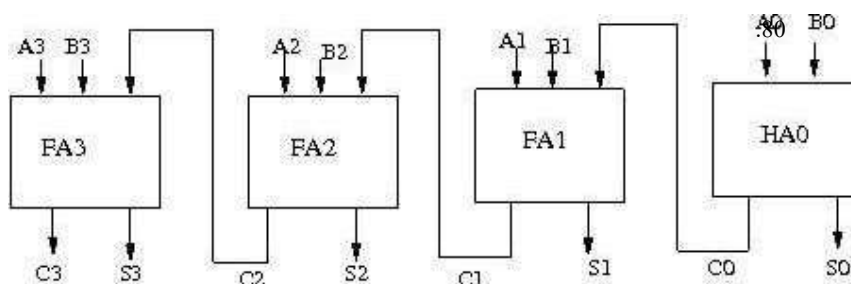 A3 B3 A2 B2 A1 B1 A0 B0
:80
FA3 FA2 FA1 HA0
C3 S3 C2 S2 C1 S1 C0 S0